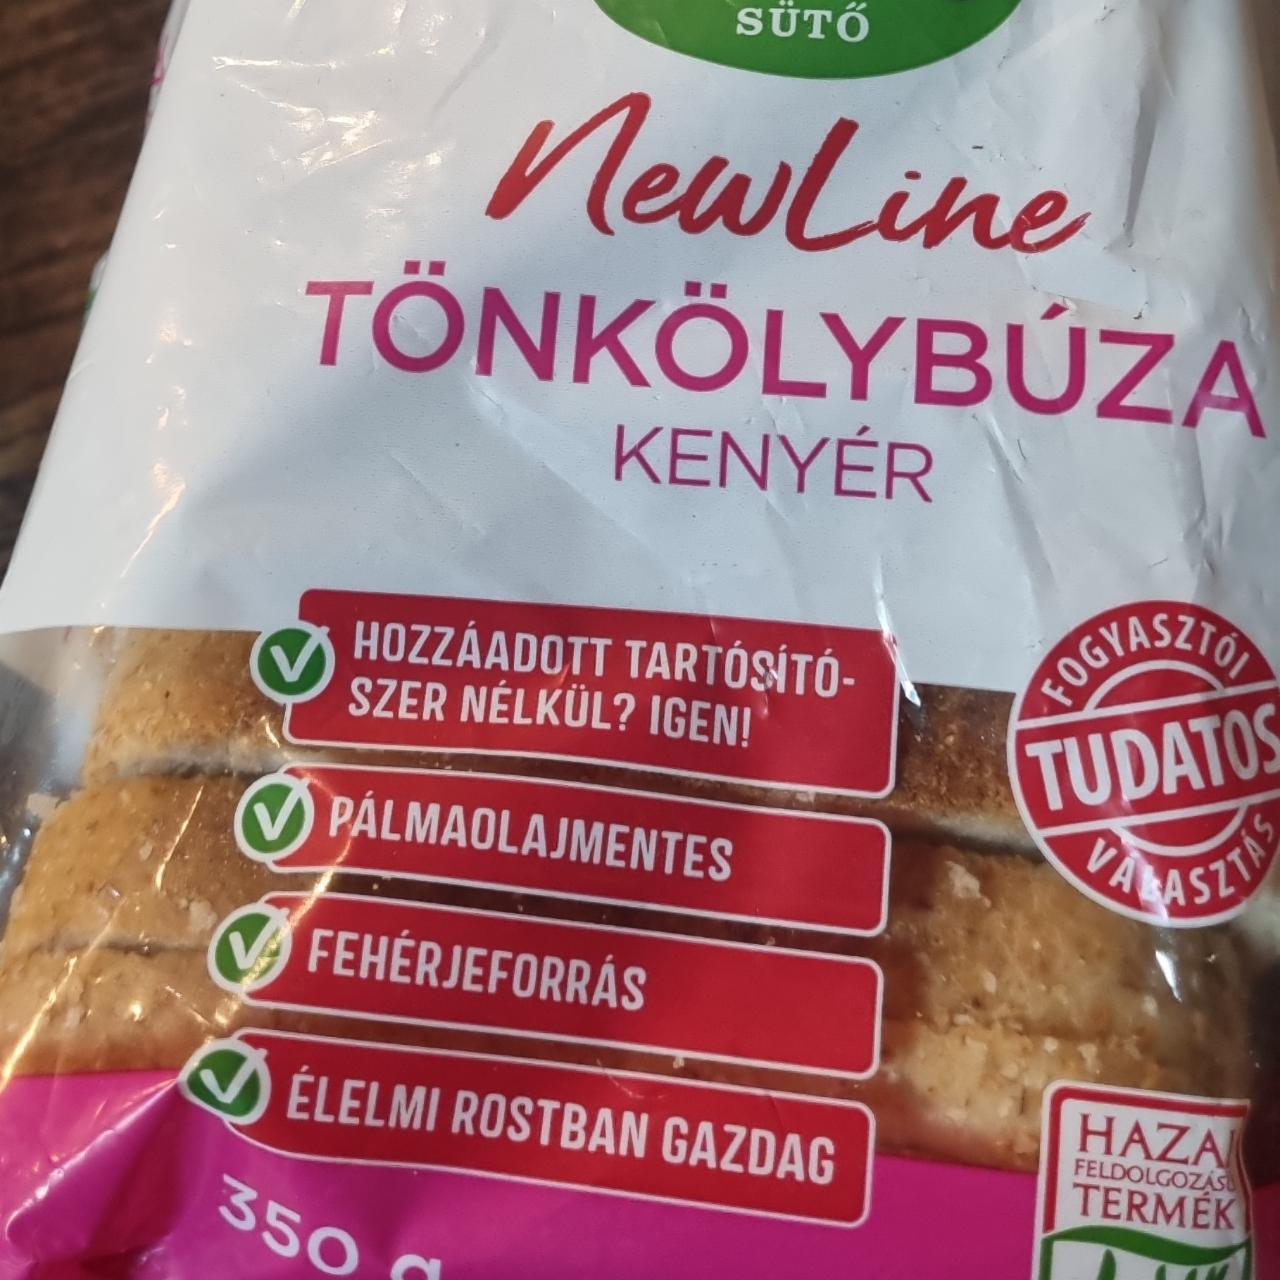 SÜTŐ
NewLine
TÖNKÖLYBÚZA
KENYÉR
HOZZÁADOTT TARTÓSÍTÓ-
SZER NÉLKÜL? IGEN!
PÁLMAOLAJMENTES
FEHÉRJEFORRÁS
ÉLELMI ROSTBAN GAZDAG
FOGYASZTÓI
TUDATOS
VÁLASZTÁS
350 g
HAZAI
FELDOLGOZÁSÚ
TERMÉK